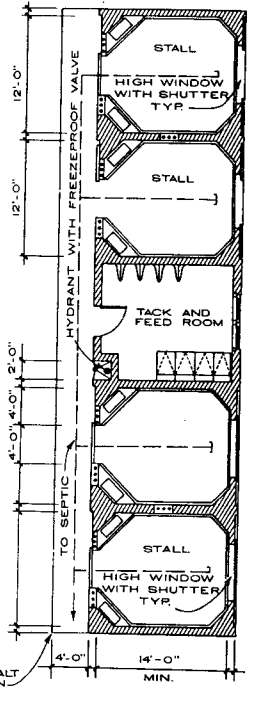 STALL
HIGH WINDOW
WITH SHUTTER
TYP.
12'-0"
HYDRANT WITH FREEZEPROOF VALVE
STALL
12'-0"
TACK AND
FEED ROOM
2'-0"
4'-0"
4'-0"
TO SEPTIC
STALL
HIGH WINDOW
WITH SHUTTER
TYP.
4'-0"
14'-0"
MIN.